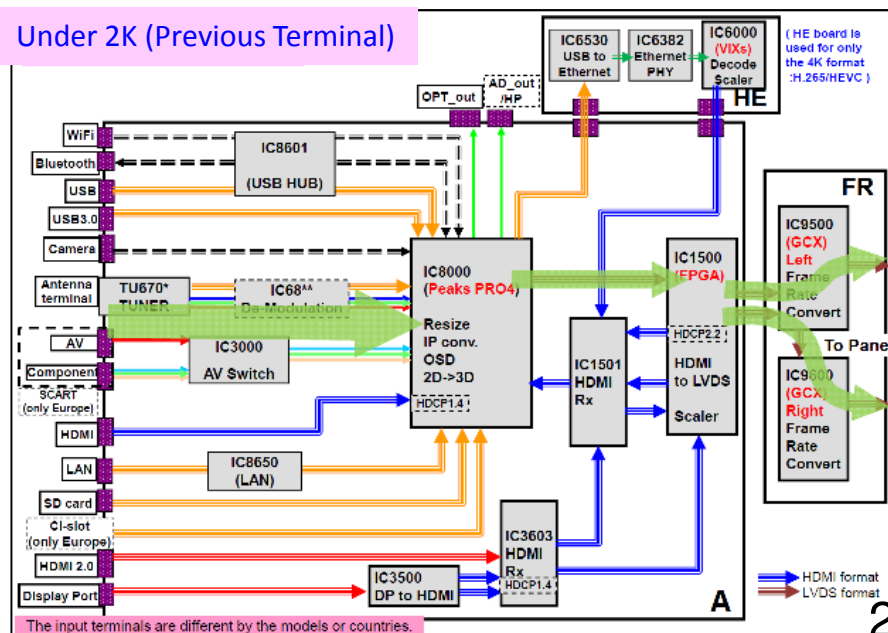 Under 2K (Previous Terminal)
IC6530
USB to
Ethernet
IC6382
Ethernet
PHY
IC6000
(VIXs)
Decode
Scaler
HE
( HE board is
used for only
the 4K format
:H.265/HEVC )
OPT_out
AD_out
/HP
WiFi
Bluetooth
USB
USB3.0
Camera
Antenna
terminal
AV
Component
SCART
(only Europe)
HDMI
LAN
SD card
CI-slot
(only Europe)
HDMI 2.0
Display Port
IC8601
(USB HUB)
TU670*
TUNER
IC68^^
De-Modulation
IC3000
AV Switch
IC8650
(LAN)
IC3500
DP to HDMI
IC8000
(Peaks PRO4)
Resize
IP conv.
OSD
2D->3D
HDCP1.4
IC3603
HDMI
Rx
HDCP1.4
IC1501
HDMI
Rx
IC1500
(FPGA)
HDCP2.2
HDMI
to LVDS
Scaler
A
FR
IC9500
(GCX)
Left
Frame
Rate
Convert
To Pane
IC9600
(GCX)
Right
Frame
Rate
Convert
HDMI format
LVDS format
The input terminals are different by the models or countries.
2